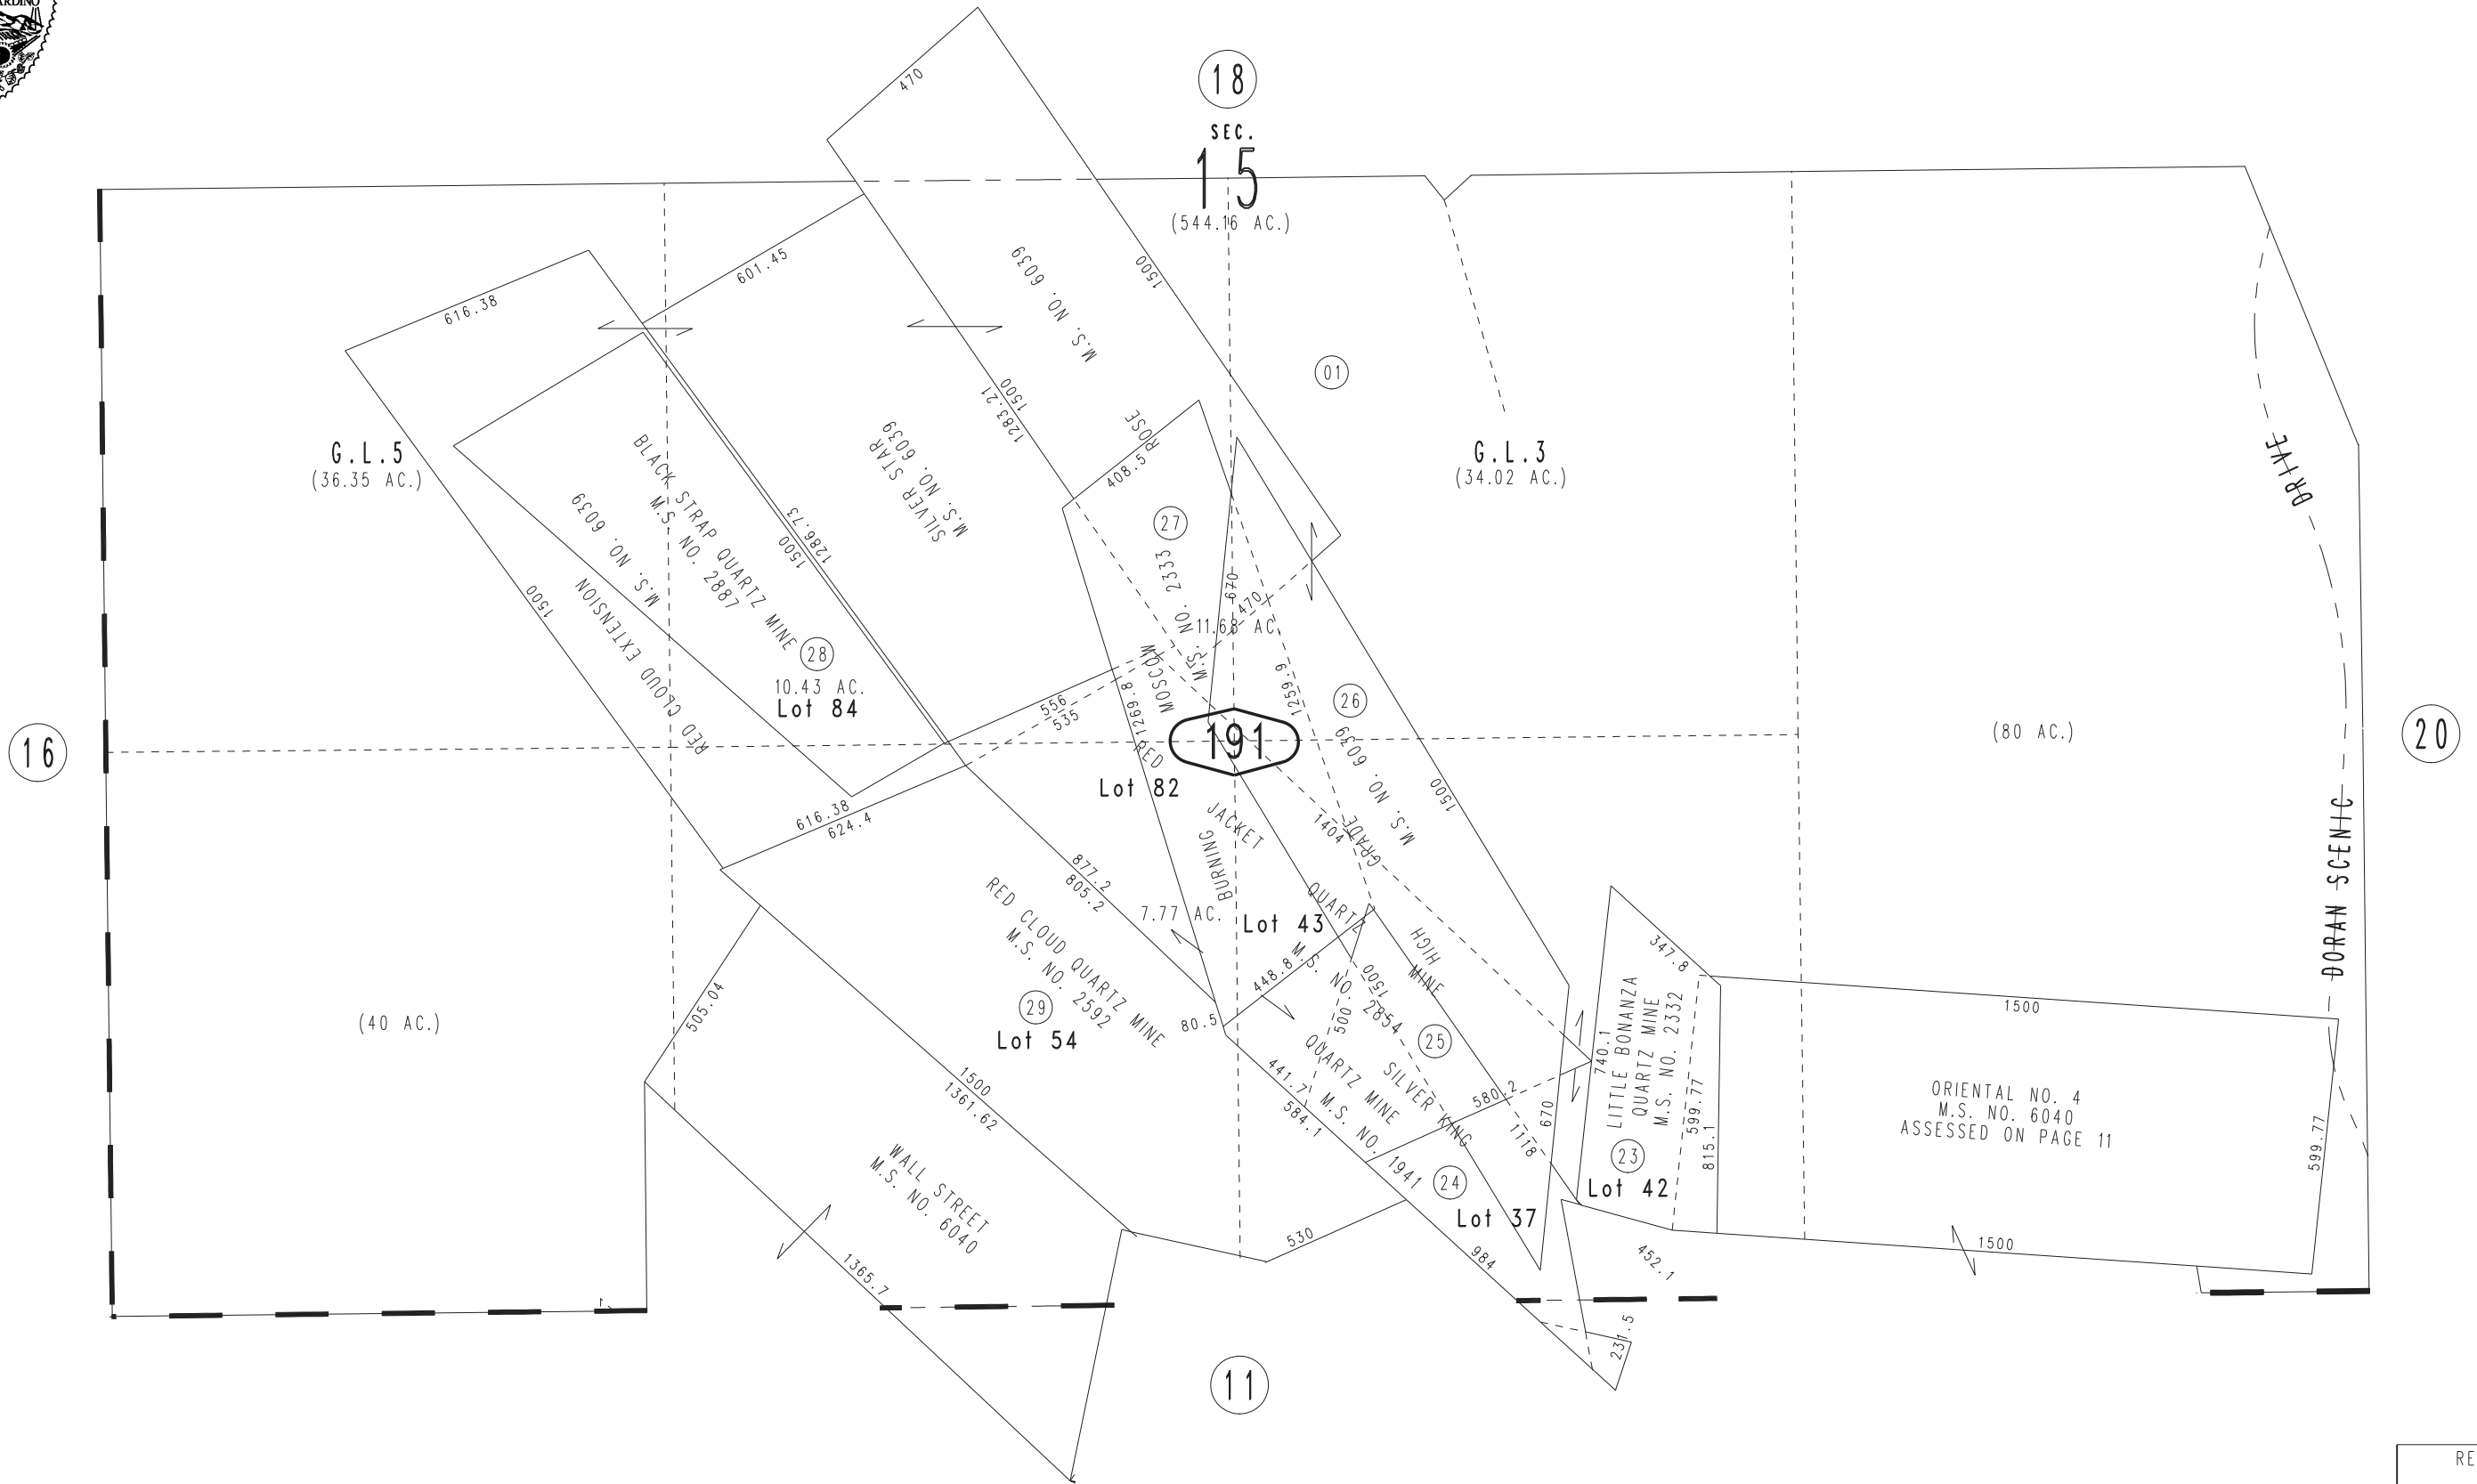 ARDINO
18
SEC.
15
(544.16 AC.)
470
601.45
616.38
M.S. NO. 6039
1500
01
ROSE
1500
1283.21
SILVER STAR
M.S. NO. 6039
408.5
G.L.5
(36.35 AC.)
G.L.3
(34.02 AC.)
DRIVE
BLACK STRAP QUARTZ MINE
M.S. NO. 2887
M.S. NO. 6039
RED CLOUD EXTENSION
1500
1286.73
1500
27
M.S. NO. 2333
MOSCOW
670
470
11.68 AC.
1259.9
28
10.43 AC.
Lot 84
556
535
1269.8
26
M.S. NO. 6039
HIGH GRADE
191
16
20
(80 AC.)
RED JACKET QUARTZ MINE
Lot 82
1404
1500
616.38
624.4
BURNING
877.2
805.2
7.77 AC.
Lot 43
M.S. NO. 2854
448.8
500
1500
RED CLOUD QUARTZ MINE
M.S. NO. 2592
29
Lot 54
80.5
505.04
(40 AC.)
25
QUARTZ MINE
M.S. NO. 1941
SILVER KING
441.7
584.1
580.2
1118
670
24
Lot 37
347.8
740.1
LITTLE BONANZA
QUARTZ MINE
M.S. NO. 2332
599.77
815.1
23
Lot 42
1500
ORIENTAL NO. 4
M.S. NO. 6040
ASSESSED ON PAGE 11
599.77
1500
DORAN SCENIC
1500
1361.62
WALL STREET
M.S. NO. 6040
1365.7
530
984
452.1
231.5
1
11
RE